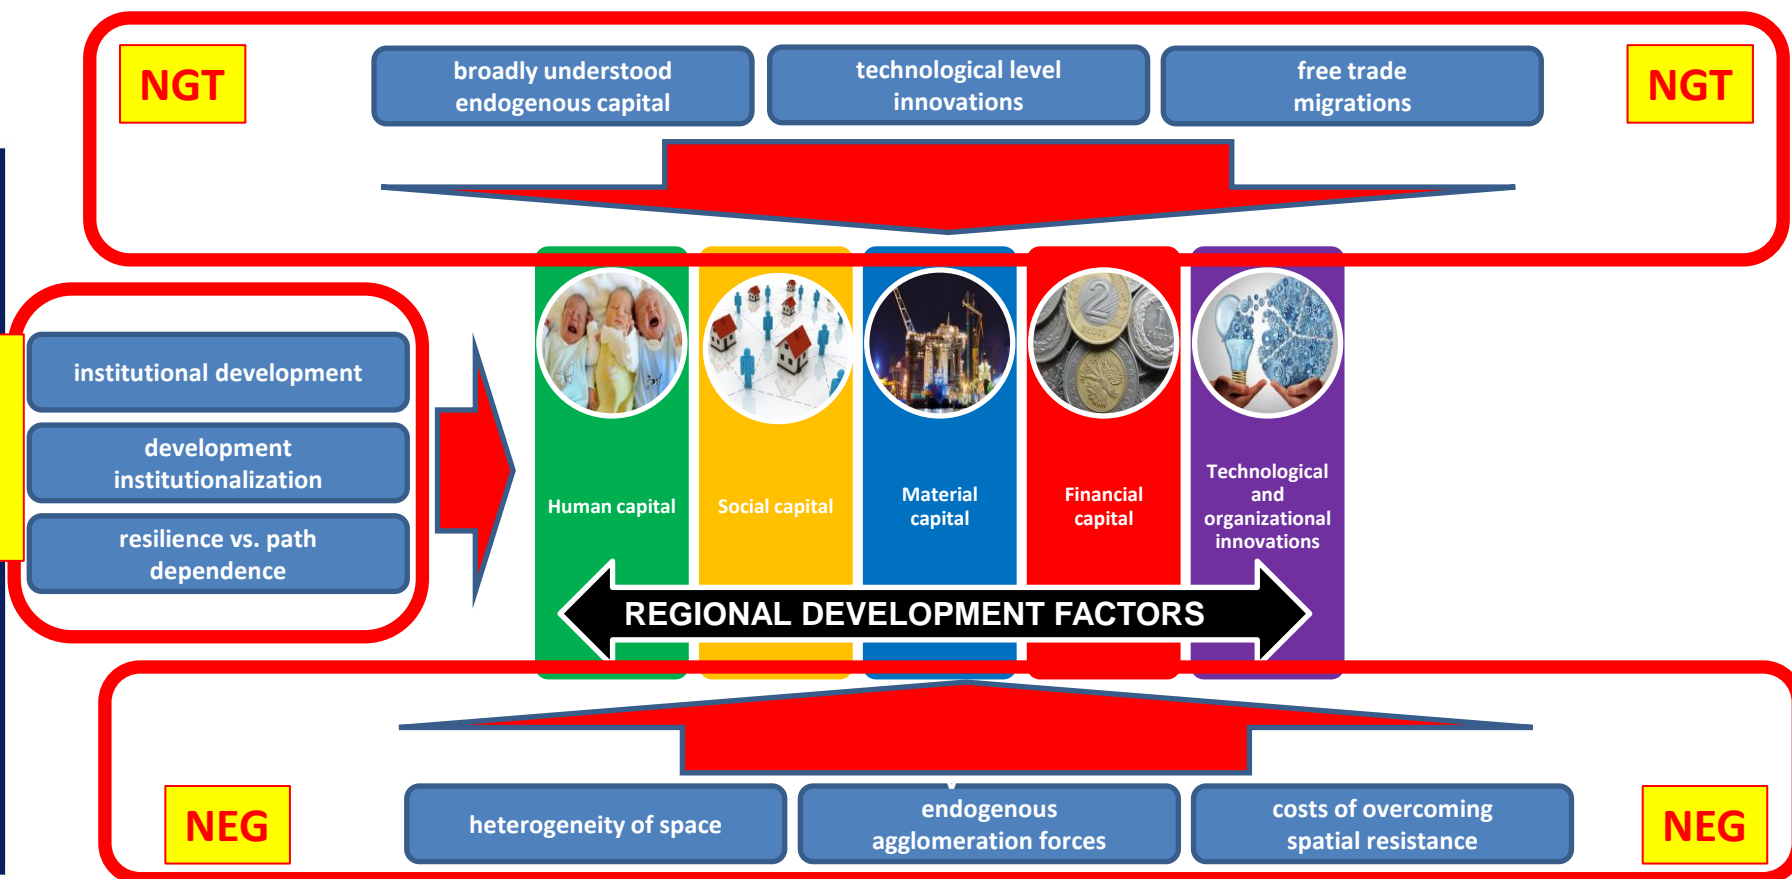 NGT
broadly understood
endogenous capital
technological level
innovations
free trade
migrations
NGT
institutional development
development
institutionalization
resilience vs. path
dependence
Human capital
Social capital
Material
capital
Financial
capital
Technological
and
organizational
innovations
REGIONAL DEVELOPMENT FACTORS
NEG
heterogeneity of space
endogenous
agglomeration forces
costs of overcoming
spatial resistance
NEG